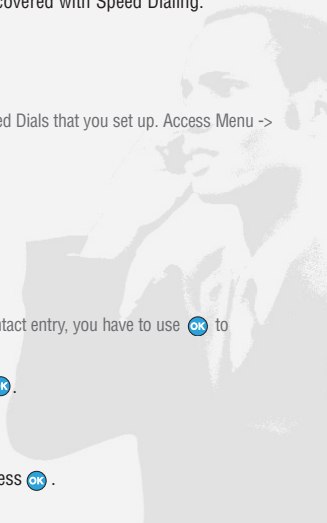 covered with Speed Dialing.
ed Dials that you set up. Access Menu ->
ntact entry, you have to use OK to
OK.
ess OK .